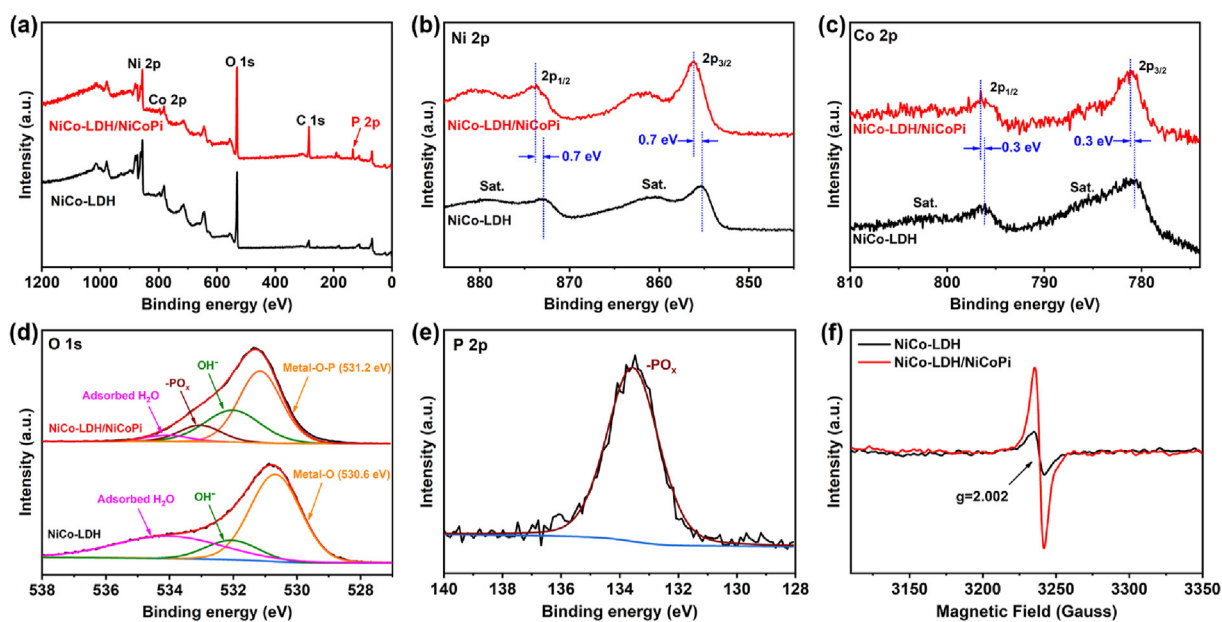 (a)
Ni 2p
O 1s
Co 2p
C 1s
P 2p
NiCo-LDH/NiCoPi
NiCo-LDH
Intensity (a.u.)
1200 1000 800 600 400 200 0
Binding energy (eV)
(b)
Ni 2p
2p1/2
2p3/2
NiCo-LDH/NiCoPi
0.7 eV
0.7 eV
Sat.
Sat.
NiCo-LDH
Intensity (a.u.)
880 870 860 850
Binding energy (eV)
(c)
Co 2p
2p1/2
2p3/2
NiCo-LDH/NiCoPi
0.3 eV
0.3 eV
Sat.
Sat.
NiCo-LDH
Intensity (a.u.)
810 800 790 780
Binding energy (eV)
(d)
O 1s
OH⁻
Metal-O-P (531.2 eV)
-POx
Adsorbed H2O
NiCo-LDH/NiCoPi
Metal-O (530.6 eV)
Adsorbed H2O
OH⁻
NiCo-LDH
Intensity (a.u.)
538 536 534 532 530 528
Binding energy (eV)
(e)
P 2p
-POx
Intensity (a.u.)
140 138 136 134 132 130 128
Binding energy (eV)
(f)
NiCo-LDH
NiCo-LDH/NiCoPi
g=2.002
Intensity (a.u.)
3150 3200 3250 3300 3350
Magnetic Field (Gauss)